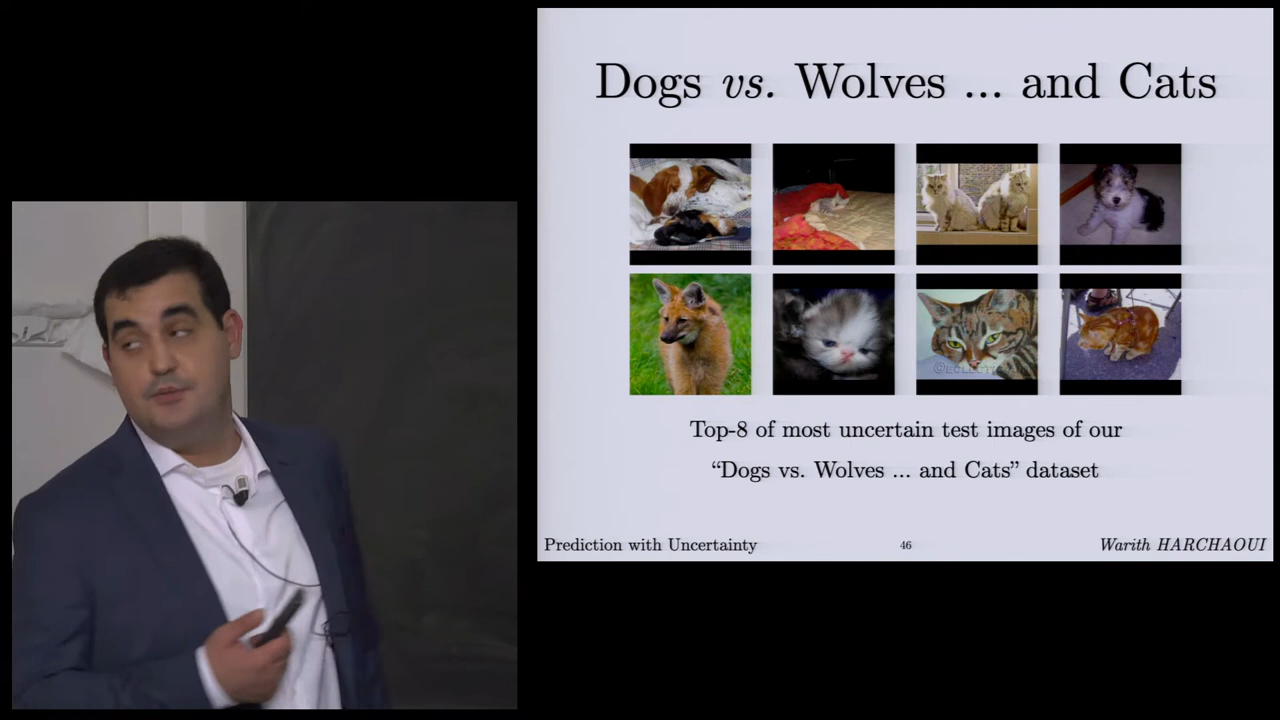 Dogs vs. Wolves ... and Cats
Top-8 of most uncertain test images of our
“Dogs vs. Wolves ... and Cats” dataset
Prediction with Uncertainty
46
Warith HARCHAOUI